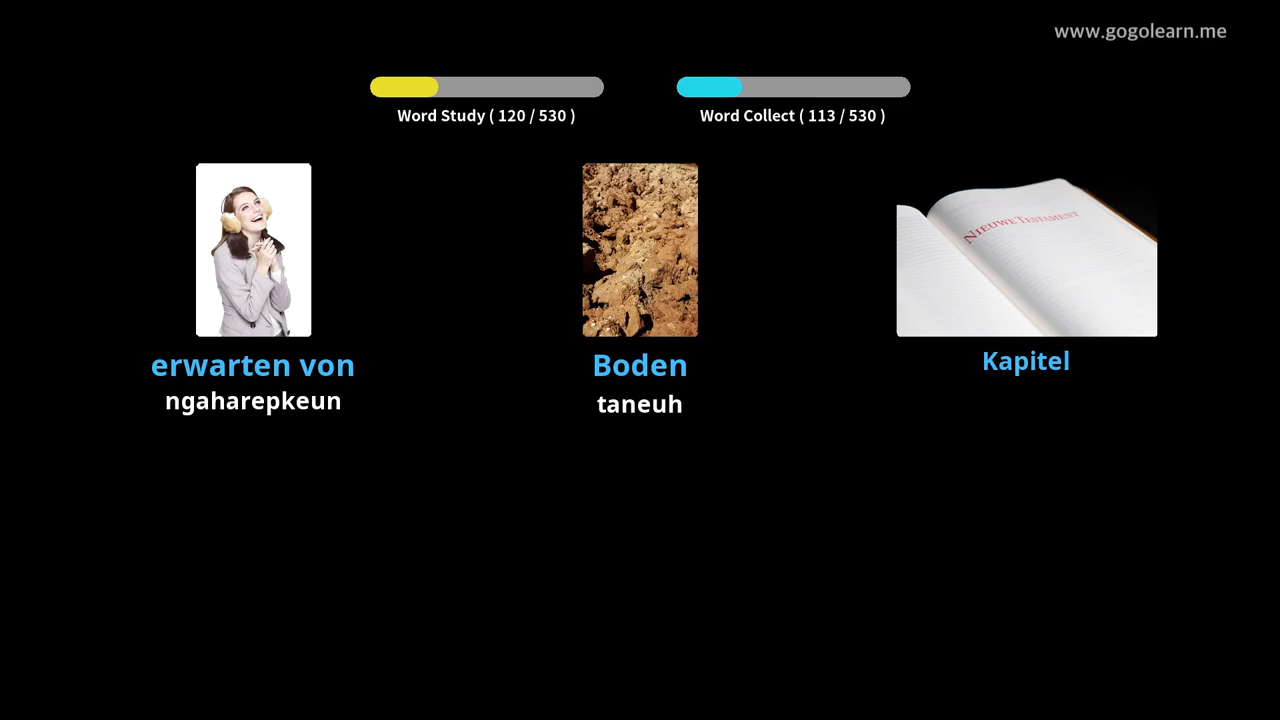 www.gogolearn.me
Word Study ( 120 / 530 )
Word Collect ( 113 / 530 )
NIEUWE TESTAMENT
erwarten von
ngaharepkeun
Boden
taneuh
Kapitel